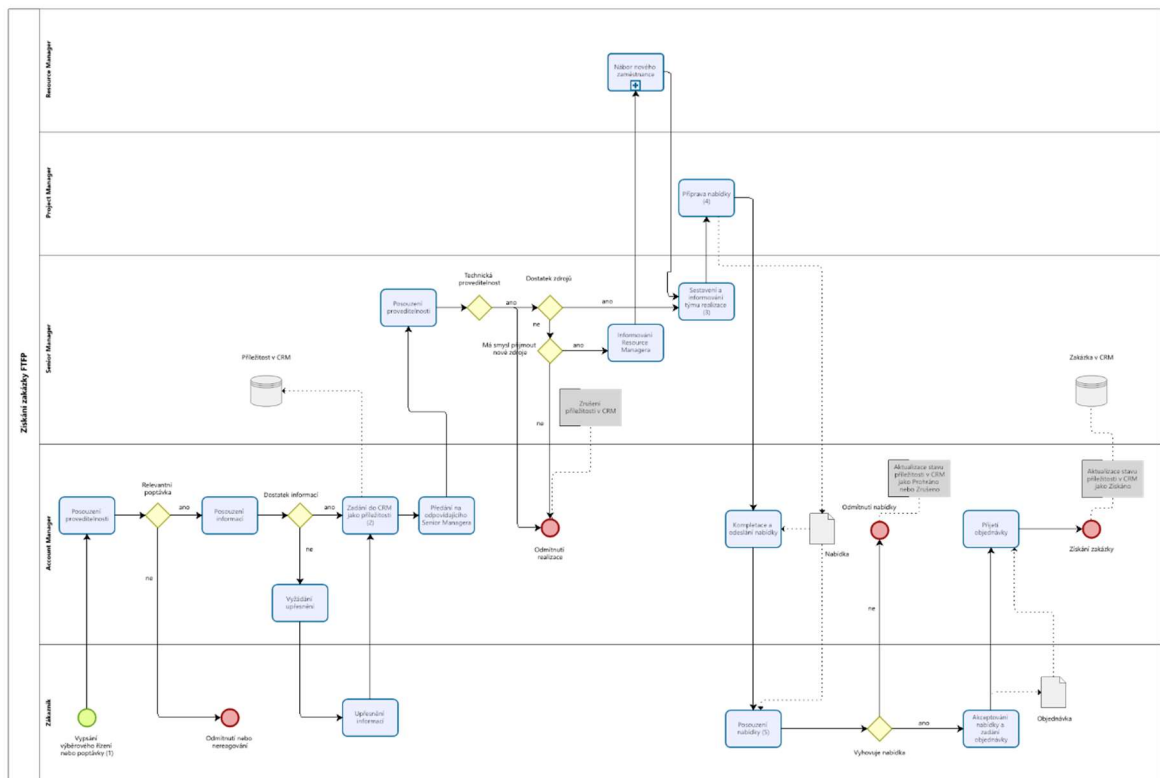 Získání zakázky FTFP
Resource Manager
Nábor nového
zaměstnance
Project Manager
Příprava nabídky
(4)
Senior Manager
Posouzení
proveditelnosti
Technická
proveditelnost
ano
Dostatek zdrojů
ano
ne
Má smysl přijmout
nové zdroje
ano
ne
ne
Informování
Resource
Managera
Sestavení a
informování
týmu realizace
(3)
Příležitost v CRM
Zrušení
příležitosti v CRM
Zakázka v CRM
Account Manager
Posouzení
proveditelnosti
Relevantní
poptávka
ano
ne
Posouzení
informací
Dostatek informací
ano
ne
Zadání do CRM
jako příležitosti
(2)
Předání na
odpovídajícího
Senior Managera
Vyžádání
upřesnění
Odmítnutí
realizace
Kompletace a
odeslání nabídky
Nabídka
Aktualizace stavu
příležitosti v CRM
jako Prohráno
nebo Zrušeno
Odmítnutí nabídky
ne
Přijetí
objednávky
Aktualizace stavu
příležitosti v CRM
jako Získáno
Získání zakázky
Zákazník
Vypsání
výběrového řízení
nebo poptávky (1)
Odmítnutí nebo
nereagování
Upřesnění
informací
Posouzení
nabídky (5)
Vyhovuje nabídka
ano
Akceptování
nabídky a
zadání
objednávky
Objednávka